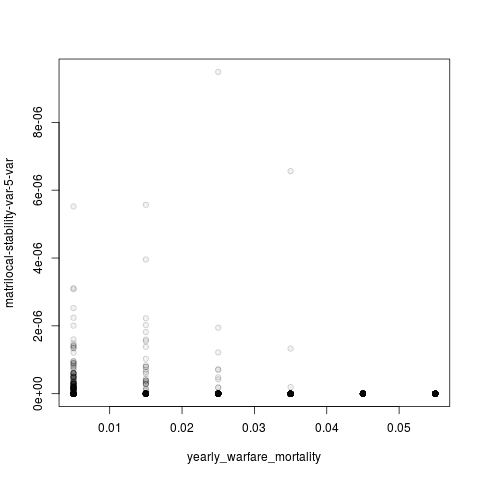 matrilocal-stability-var-5-var
8e-06
6e-06
4e-06
2e-06
0e+00
0.01 0.02 0.03 0.04 0.05
yearly_warfare_mortality